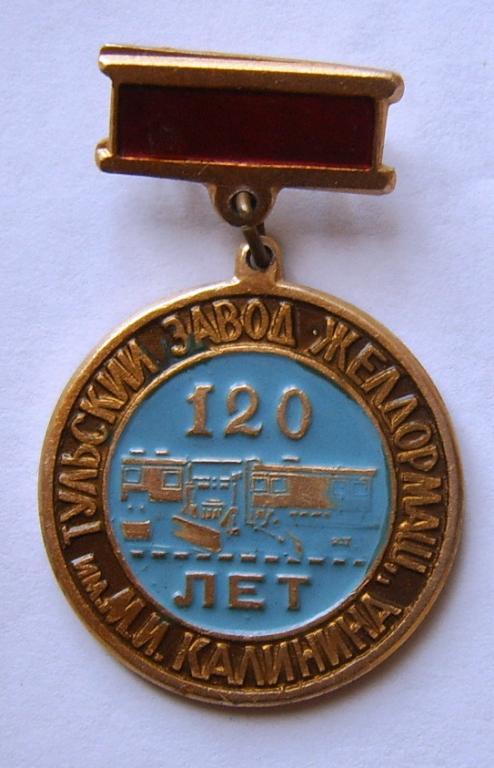 ТУЛЬСКИЙ ЗАВОД ЖЕЛДОРМАШ"
им. М.И. КАЛИНИНА
120
ЛЕТ